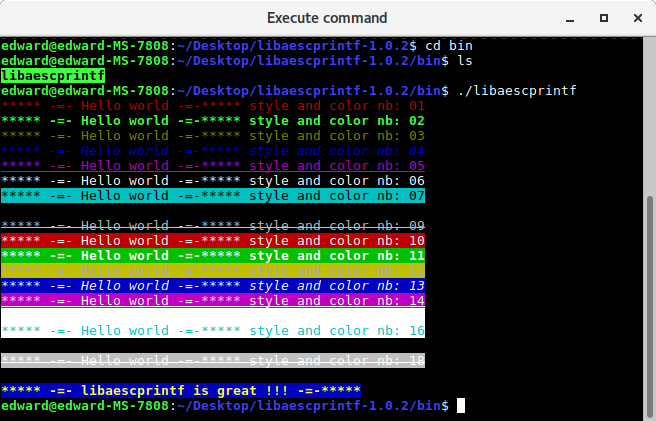 Execute command
edward@edward-MS-7808:~/Desktop/libaescprintf-1.0.2$ cd bin
edward@edward-MS-7808:~/Desktop/libaescprintf-1.0.2/bin$ ls
libaescprintf
edward@edward-MS-7808:~/Desktop/libaescprintf-1.0.2/bin$ ./libaescprintf
***** -=- Hello world -=-***** style and color nb: 01
***** -=- Hello world -=-***** style and color nb: 02
***** -=- Hello world -=-***** style and color nb: 03
***** -=- Hello world -=-***** style and color nb: 04
***** -=- Hello world -=-***** style and color nb: 05
***** -=- Hello world -=-***** style and color nb: 06
***** -=- Hello world -=-***** style and color nb: 07
***** -=- Hello world -=-***** style and color nb: 09
***** -=- Hello world -=-***** style and color nb: 10
***** -=- Hello world -=-***** style and color nb: 11
***** -=- Hello world -=-***** style and color nb: 12
***** -=- Hello world -=-***** style and color nb: 13
***** -=- Hello world -=-***** style and color nb: 14
***** -=- Hello world -=-***** style and color nb: 16
***** -=- Hello world -=-***** style and color nb: 18
***** -=- libaescprintf is great !!! -=-*****
edward@edward-MS-7808:~/Desktop/libaescprintf-1.0.2/bin$